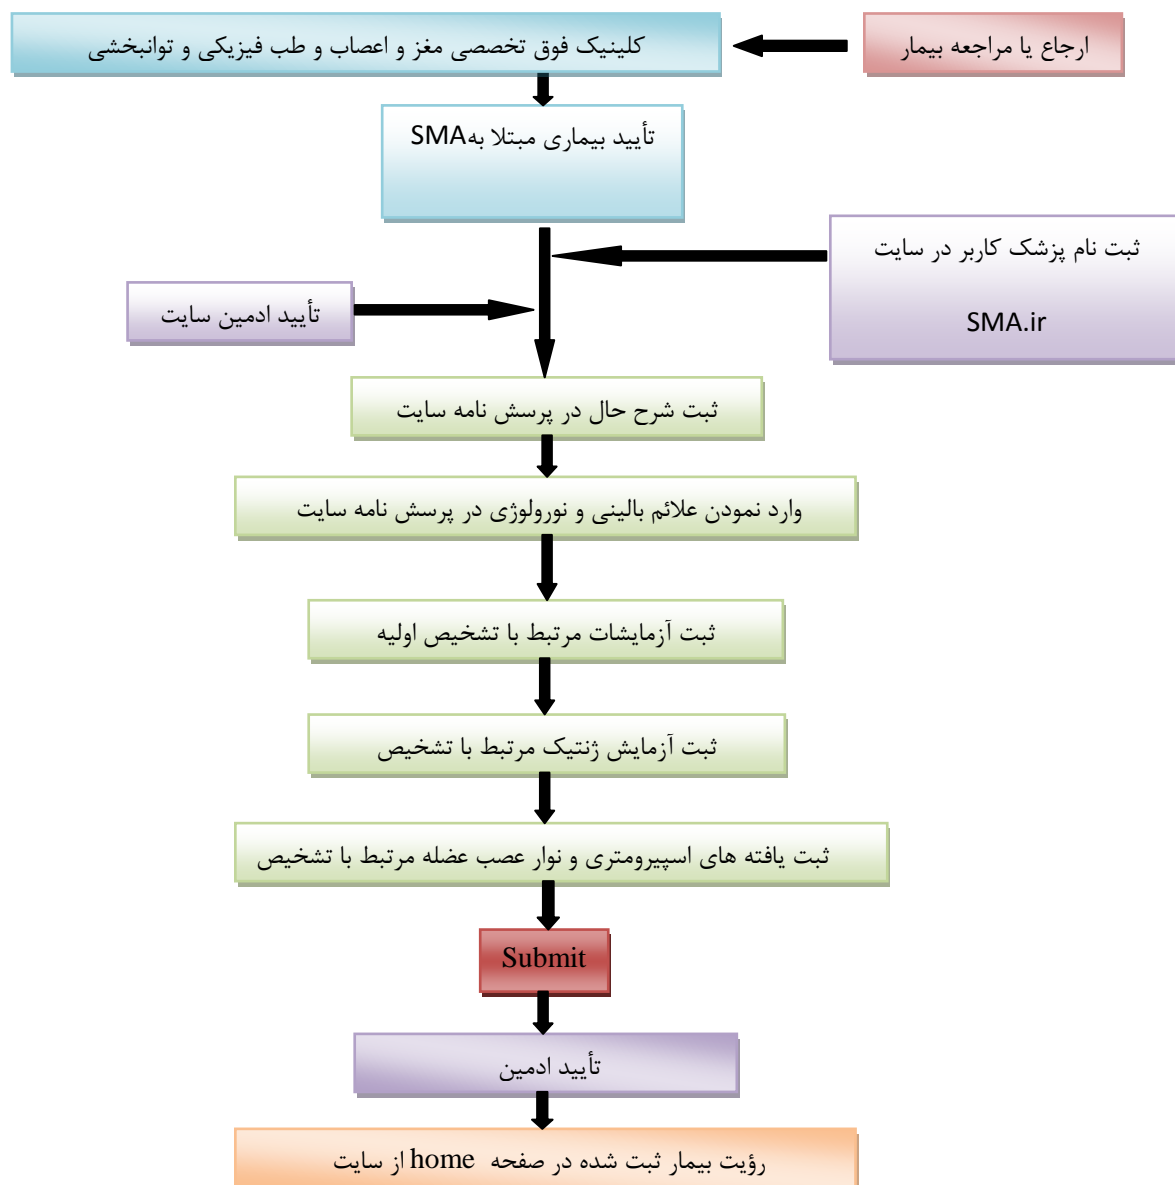 ارجاع یا مراجعه بیمار
کلینیک فوق تخصصی مغز و اعصاب و طب فیزیکی و توانبخشی
تأیید بیماری مبتلا به SMA
ثبت نام پزشک کاربر در سایت
SMA.ir
تأیید ادمین سایت
ثبت شرح حال در پرسش نامه سایت
وارد نمودن علائم بالینی و نورولوژی در پرسش نامه سایت
ثبت آزمایشات مرتبط با تشخیص اولیه
ثبت آزمایش ژنتیک مرتبط با تشخیص
ثبت یافته های اسپیرومتری و نوار عصب عضله مرتبط با تشخیص
Submit
تأیید ادمین
رؤیت بیمار ثبت شده در صفحه home از سایت